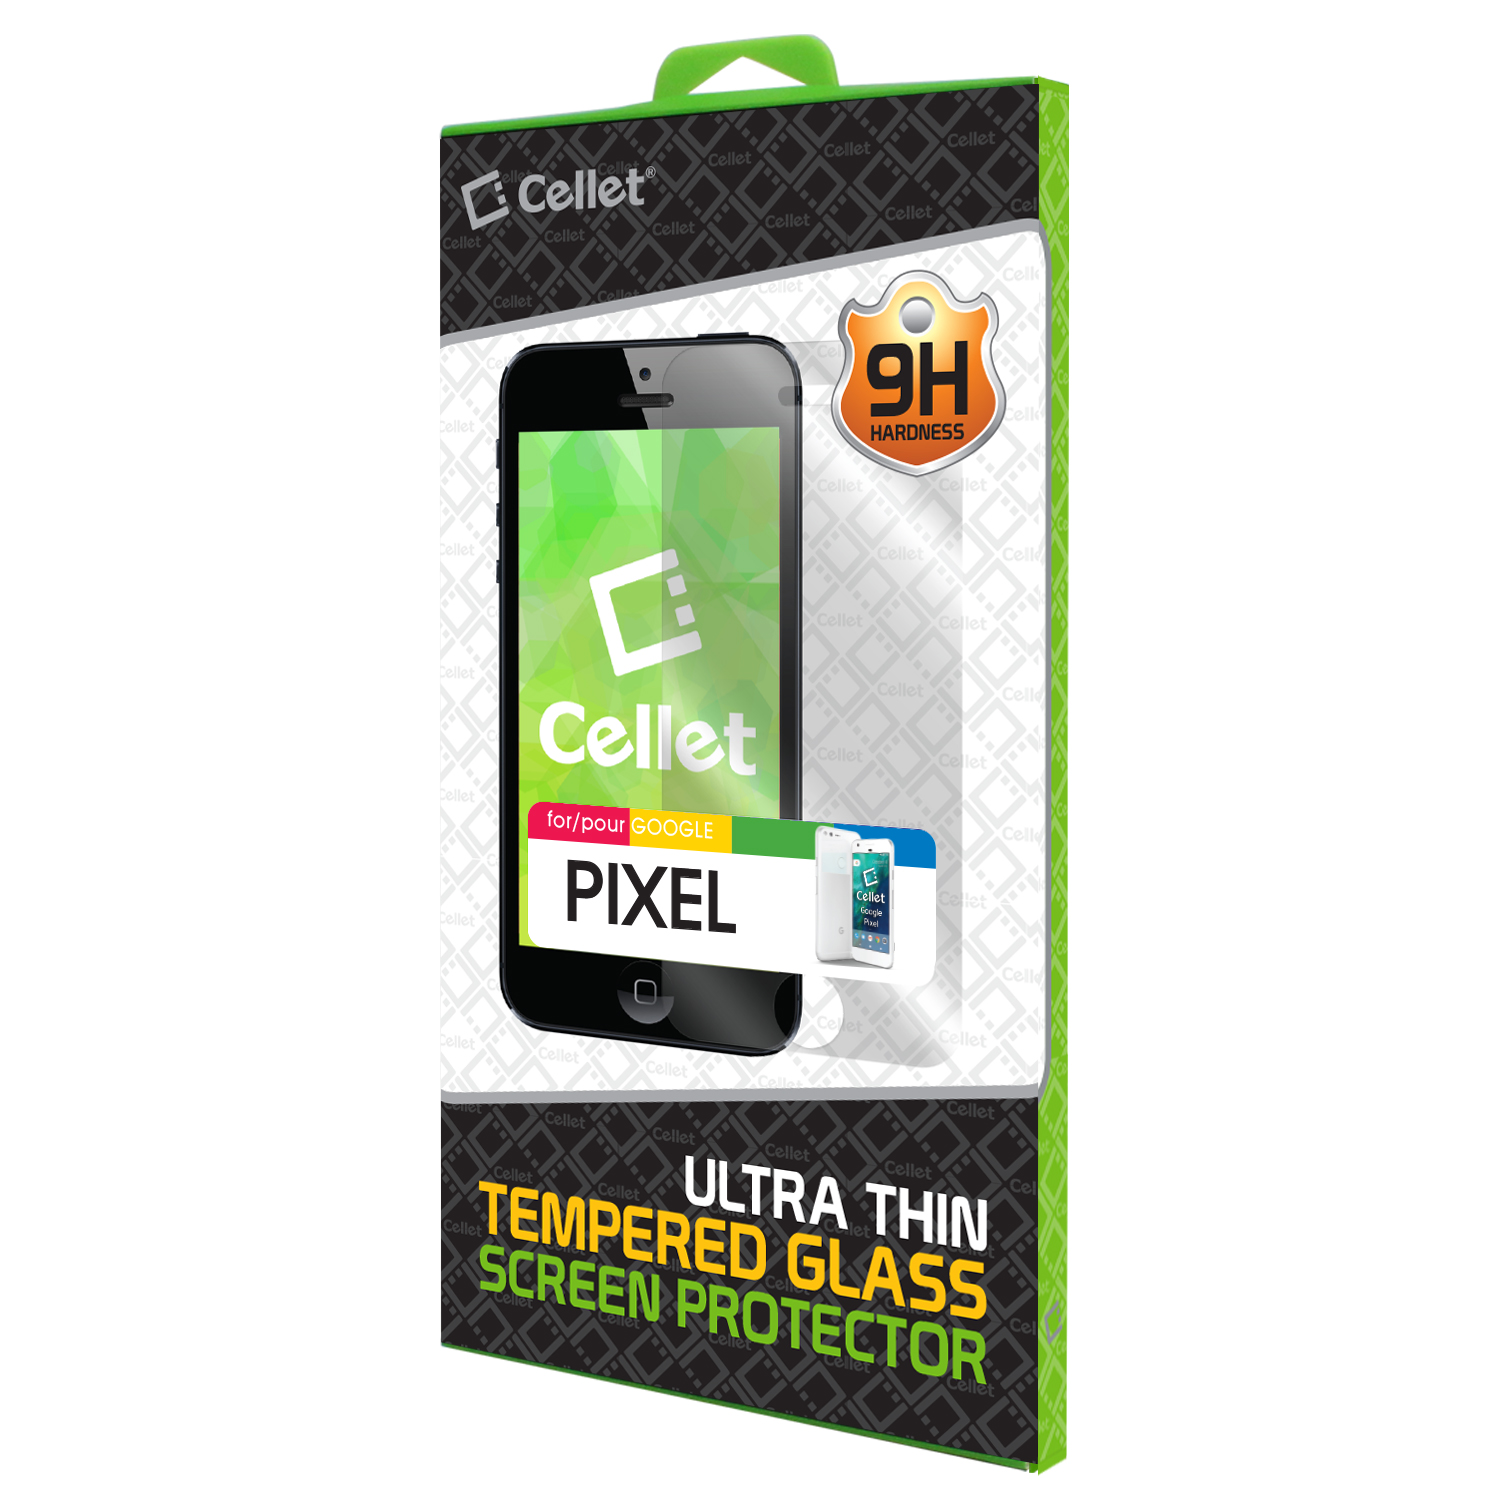 Cellet®
9H
HARDNESS
Cellet
for/pour GOOGLE
PIXEL
Cellet
Google
Pixel
ULTRA THIN
TEMPERED GLASS
SCREEN PROTECTOR